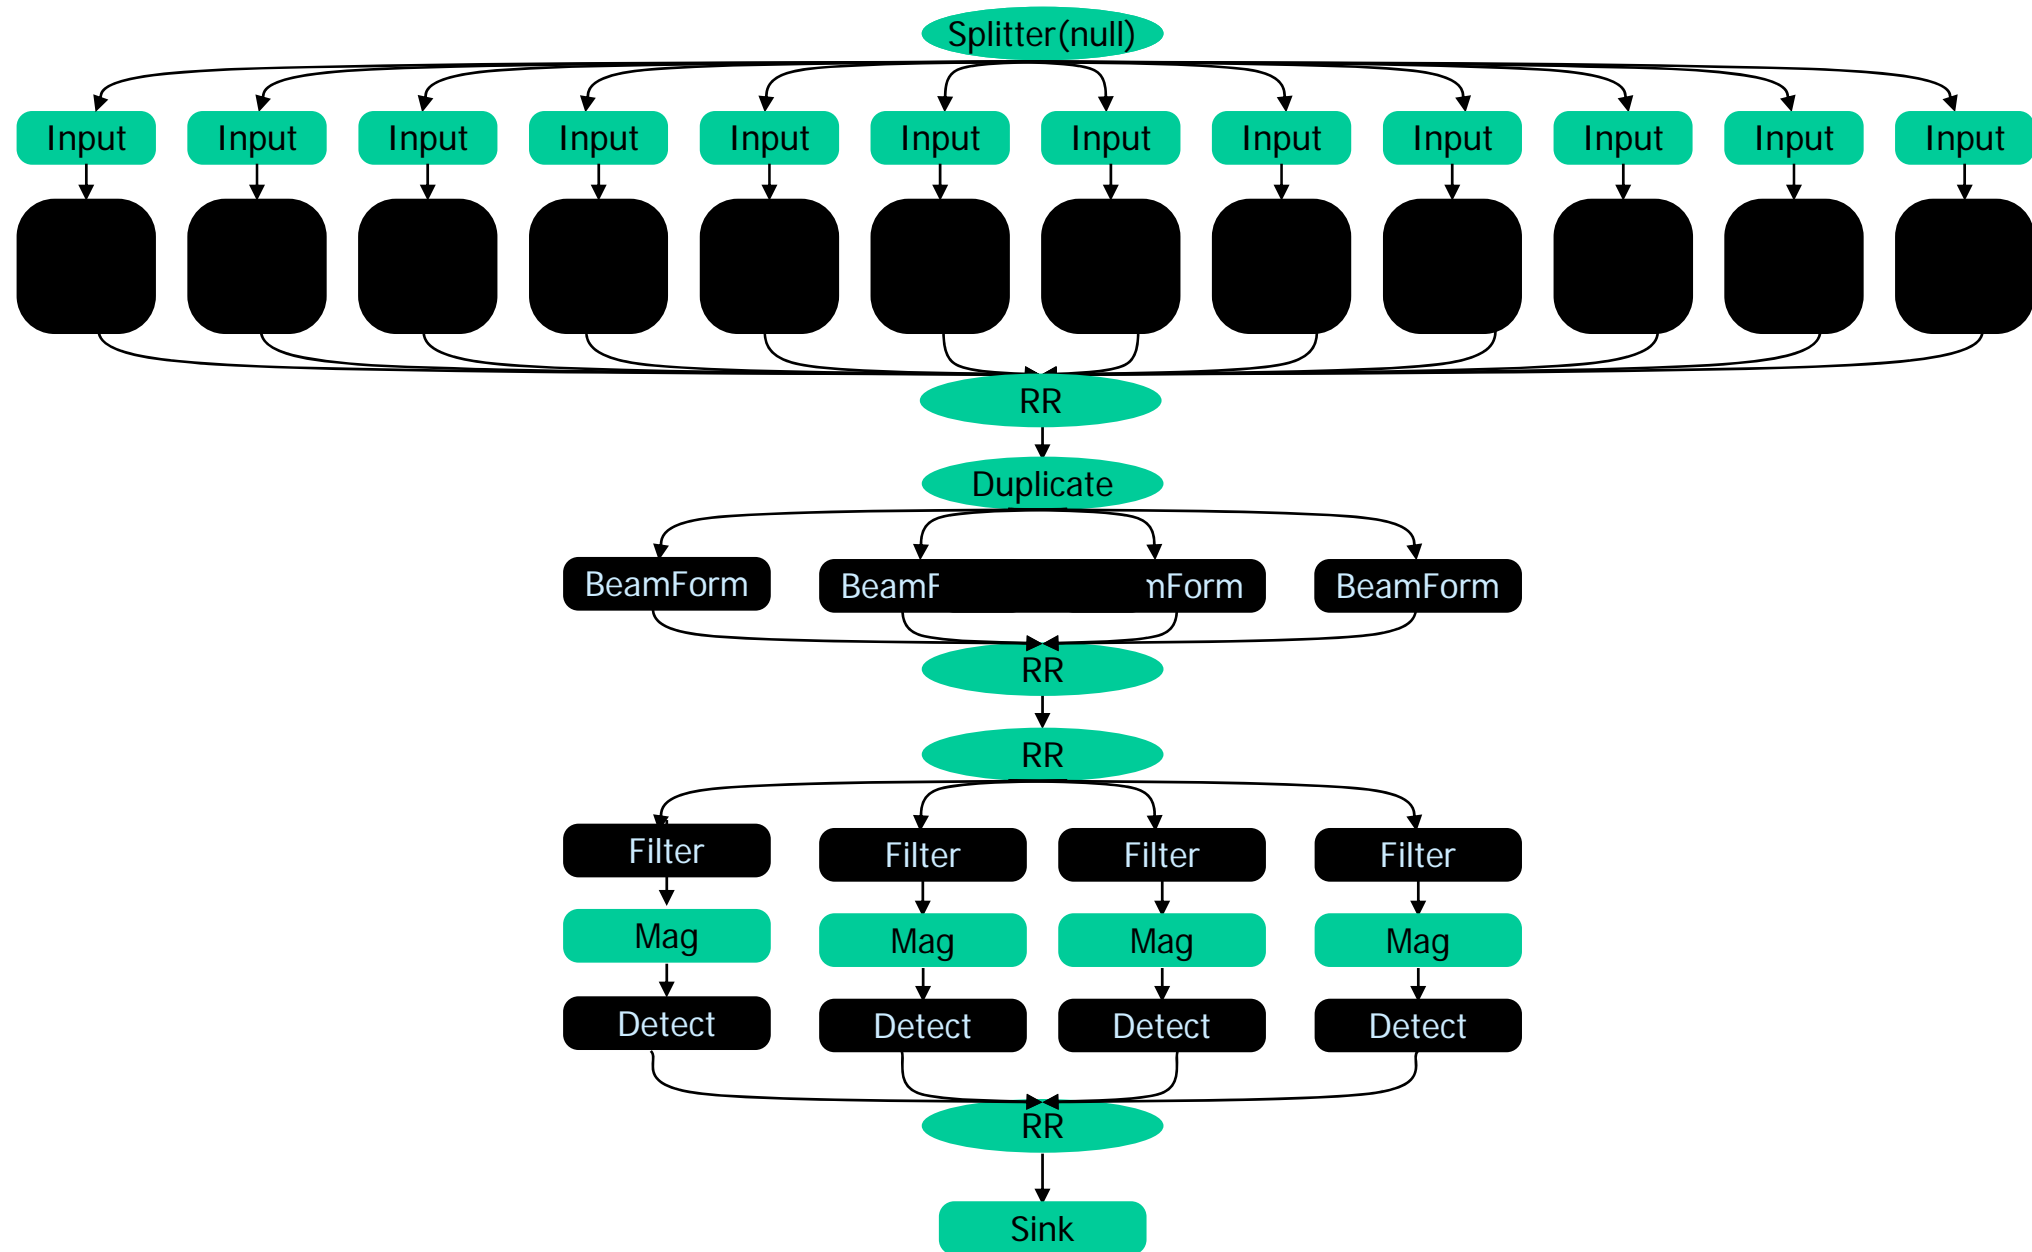 Splitter(null)
Input Input Input Input Input Input Input Input Input Input Input Input
RR
Duplicate
BeamForm BeamF mForm BeamForm
RR
RR
Filter Filter Filter Filter
Mag Mag Mag Mag
Detect Detect Detect Detect
RR
Sink